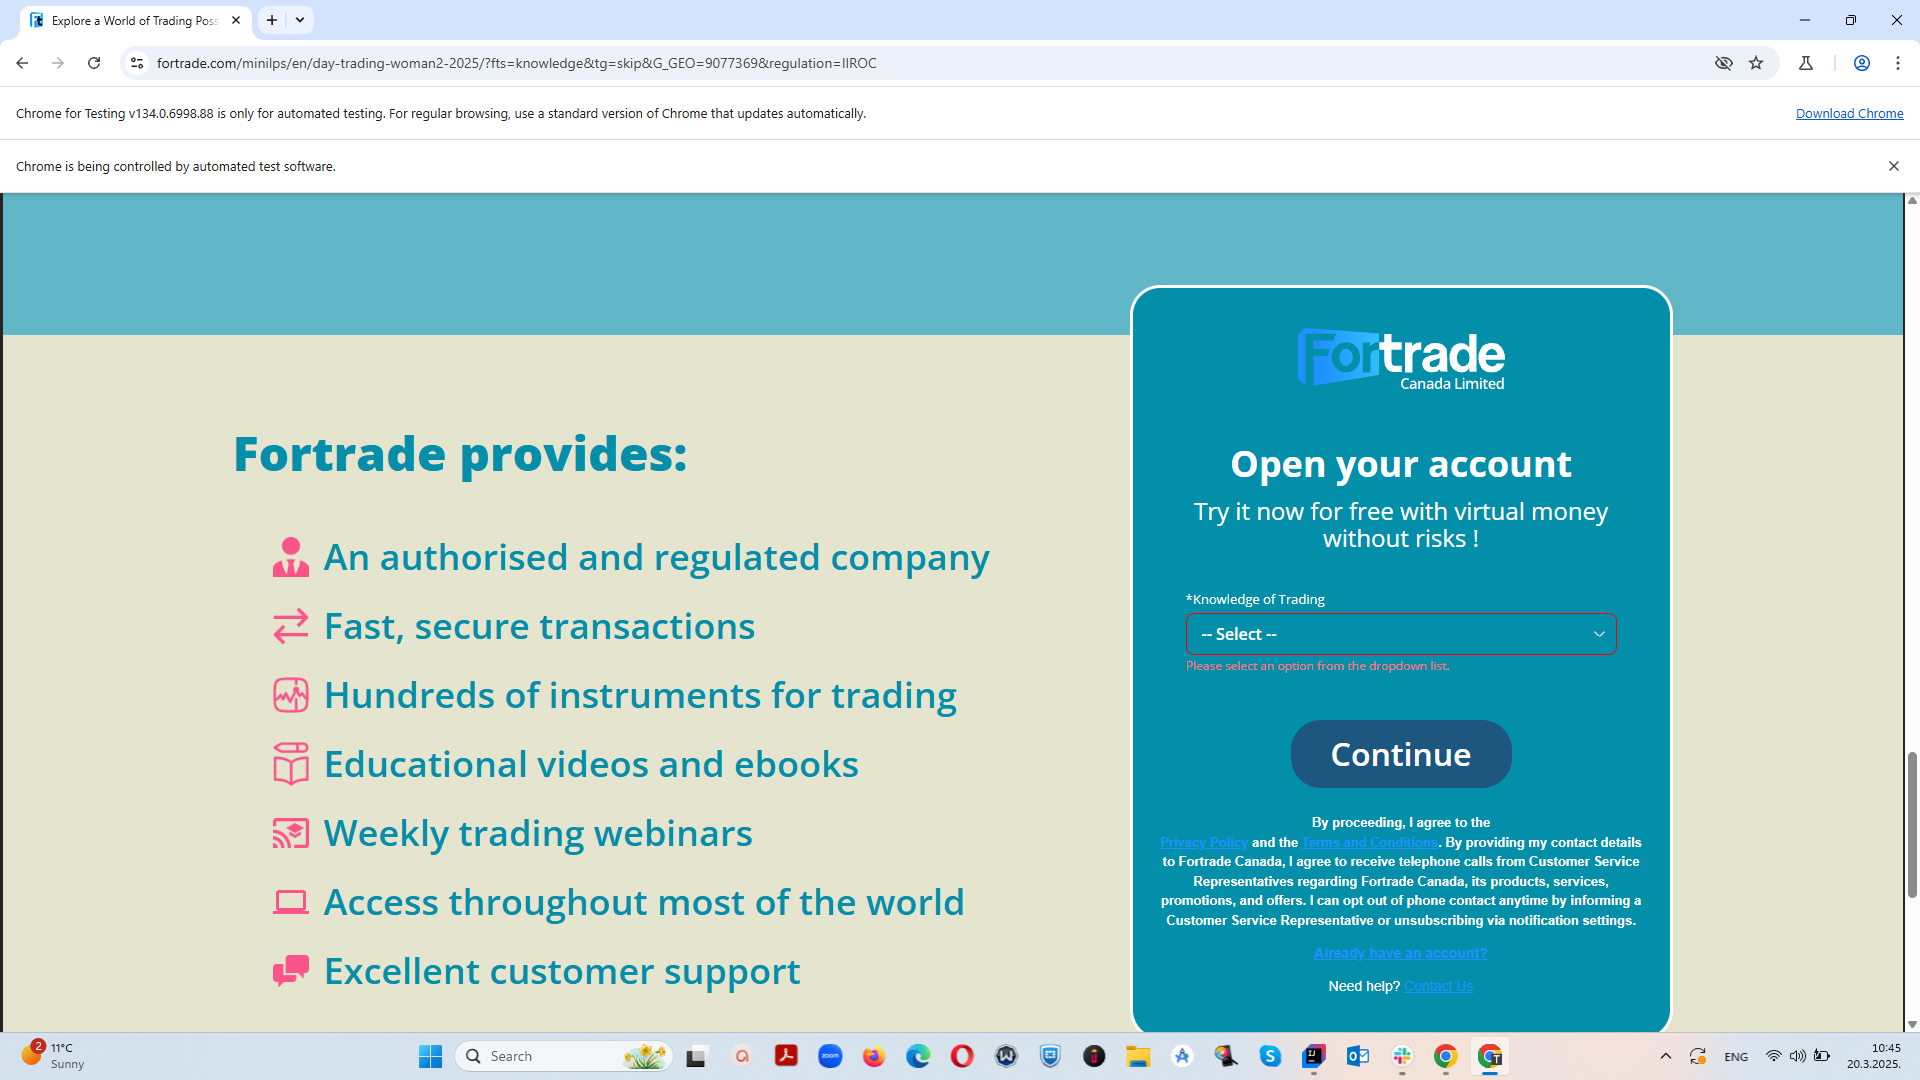 Explore a World of Trading Poss
fortrade.com/minilps/en/day-trading-woman2-2025/?fts=knowledge&tg=skip&G_GEO=9077369&regulation=IIROC
Chrome for Testing v134.0.6998.88 is only for automated testing. For regular browsing, use a standard version of Chrome that updates automatically.
Download Chrome
Chrome is being controlled by automated test software.
Fortrade provides:
An authorised and regulated company
Fast, secure transactions
Hundreds of instruments for trading
Educational videos and ebooks
Weekly trading webinars
Access throughout most of the world
Excellent customer support
Fortrade
Canada Limited
Open your account
Try it now for free with virtual money
without risks !
*Knowledge of Trading
-- Select --
Please select an option from the dropdown list.
Continue
By proceeding, I agree to the
Privacy Policy and the Terms and Conditions. By providing my contact details
to Fortrade Canada, I agree to receive telephone calls from Customer Service
Representatives regarding Fortrade Canada, its products, services,
promotions, and offers. I can opt out of phone contact anytime by informing a
Customer Service Representative or unsubscribing via notification settings.
Already have an account?
Need help? Contact Us
2
11°C
Sunny
Search
zoom
ENG
10:45
20.3.2025.